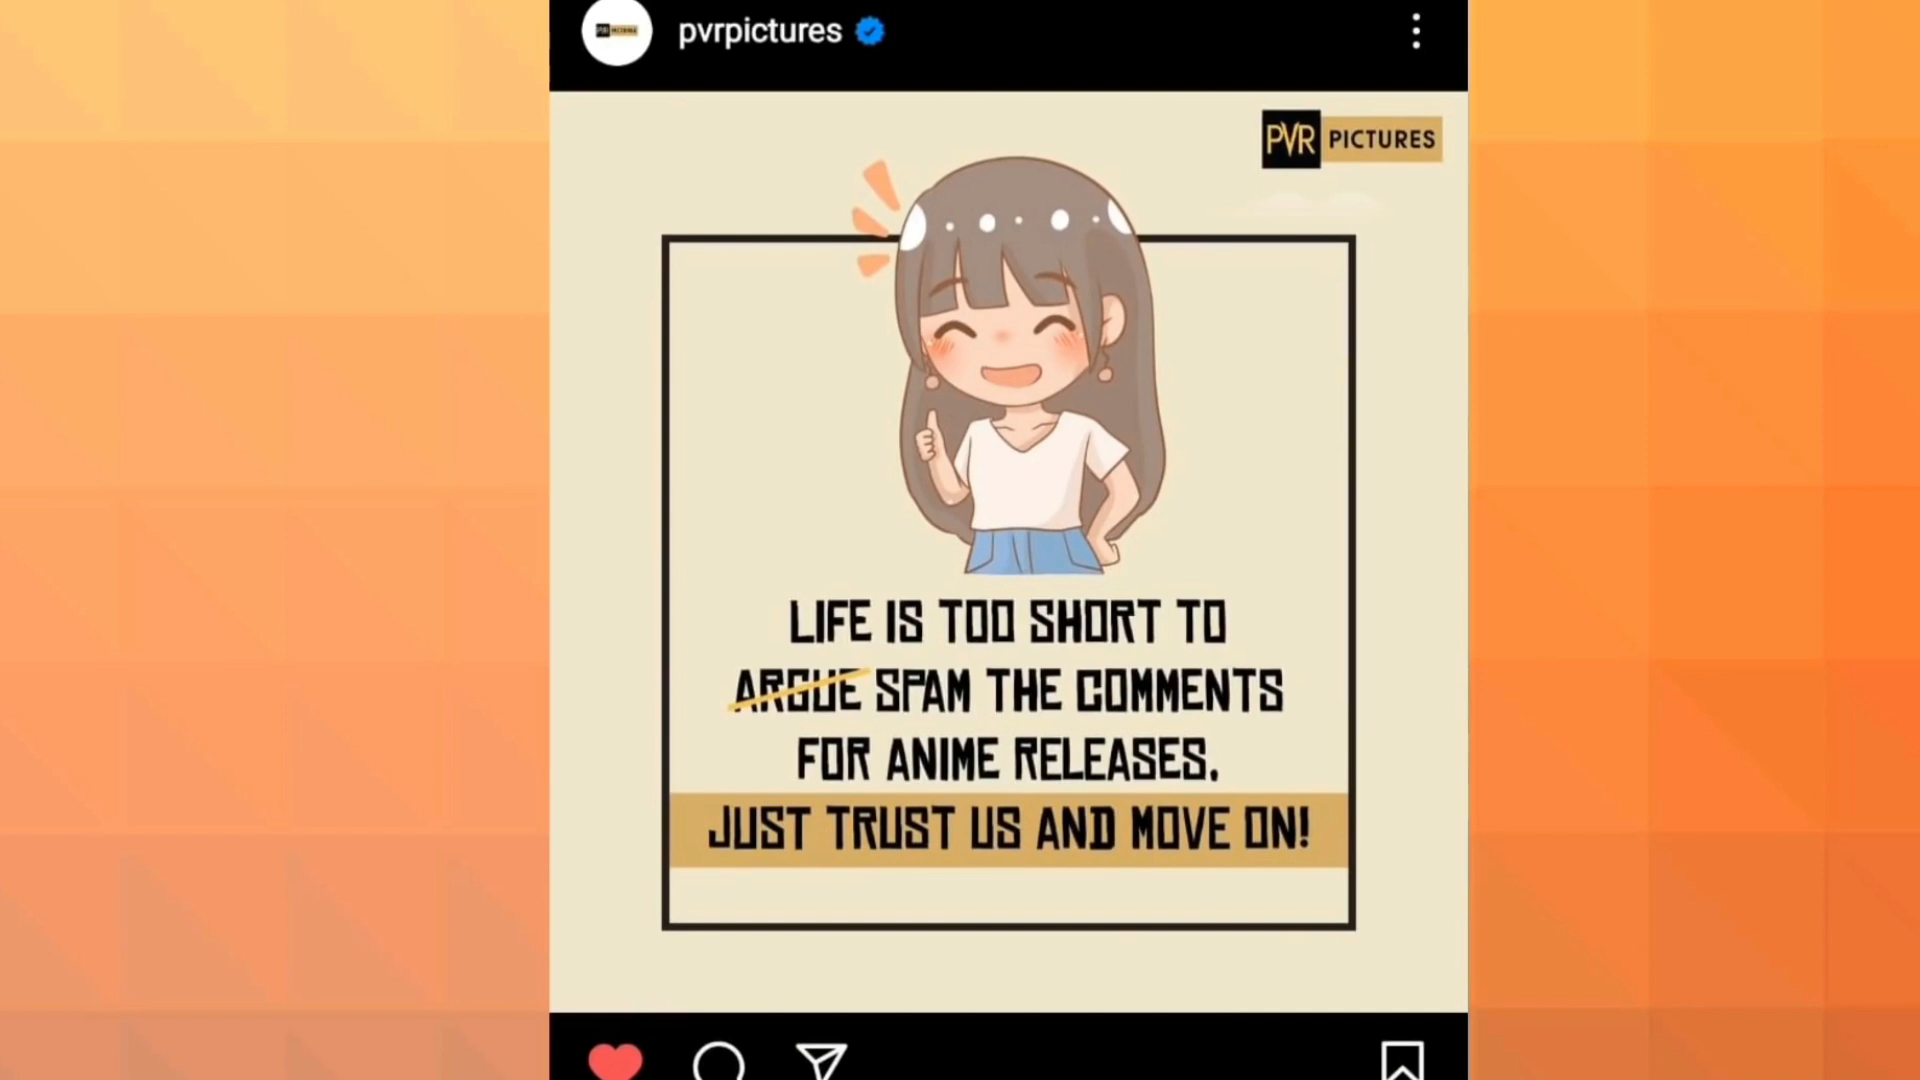 pvrpictures
PVR PICTURES
LIFE IS TOO SHORT TO
ARGUE SPAM THE COMMENTS
FOR ANIME RELEASES.
JUST TRUST US AND MOVE ON!